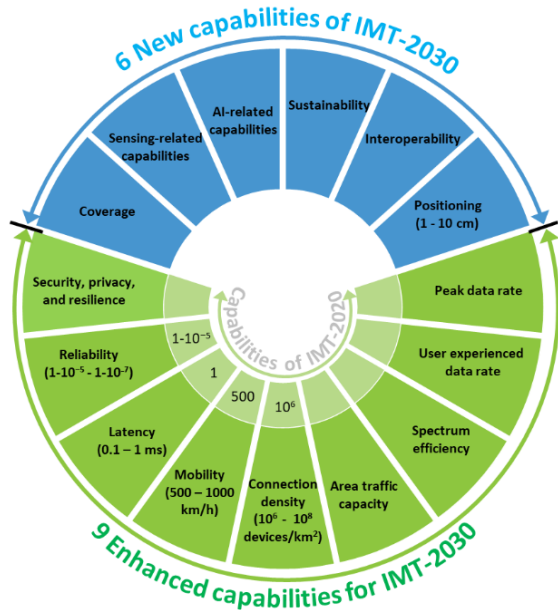 6 New capabilities of IMT-2030
Coverage
Sensing-related
capabilities
AI-related
capabilities
Sustainability
Interoperability
Positioning
(1 - 10 cm)
Security, privacy,
and resilience
Reliability
(1-10⁻⁵ - 1-10⁻⁷)
Latency
(0.1 – 1 ms)
Mobility
(500 – 1000
km/h)
Connection
density
(10⁶ - 10⁸
devices/km²)
Area traffic
capacity
Spectrum
efficiency
User experienced
data rate
Peak data rate
Capabilities of IMT-2020
1-10⁻⁵
1
500
10⁶
9 Enhanced capabilities for IMT-2030